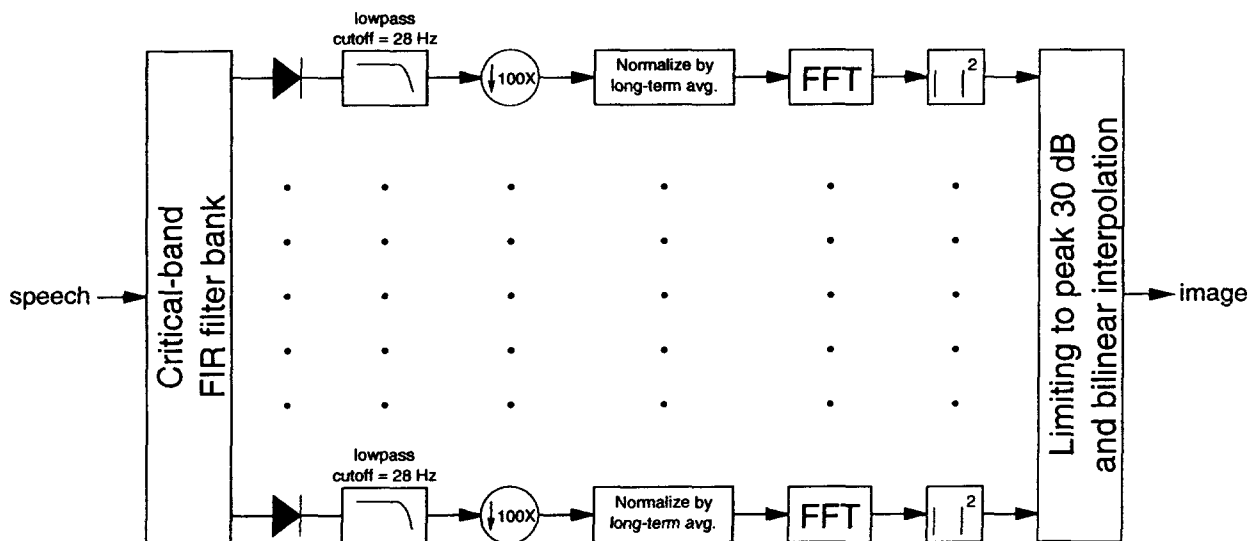 lowpass
cutoff = 28 Hz
↓100X
Normalize by
long-term avg.
FFT
| |²
speech
Critical-band
FIR filter bank
Limiting to peak 30 dB
and bilinear interpolation
image
lowpass
cutoff = 28 Hz
↓100X
Normalize by
long-term avg.
FFT
| |²